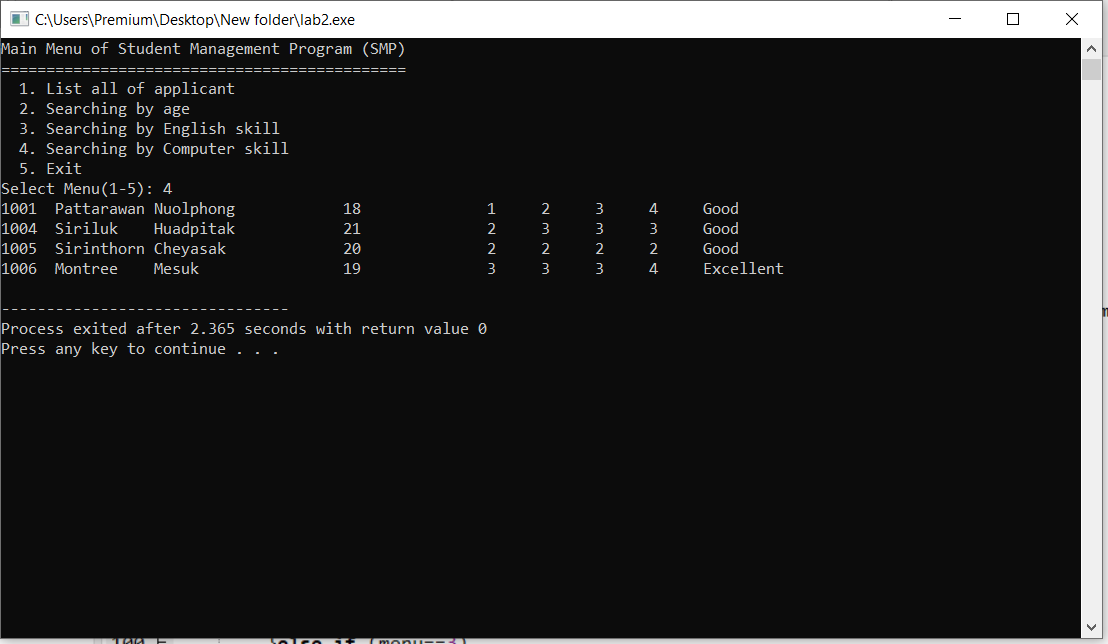 C:\Users\Premium\Desktop\New folder\lab2.exe
Main Menu of Student Management Program (SMP)
=============================================
  1. List all of applicant
  2. Searching by age
  3. Searching by English skill
  4. Searching by Computer skill
  5. Exit
Select Menu(1-5): 4
1001  Pattarawan Nuolphong            18              1     2     3     4     Good
1004  Siriluk    Huadpitak            21              2     3     3     3     Good
1005  Sirinthorn Cheyasak             20              2     2     2     2     Good
1006  Montree    Mesuk                19              3     3     3     4     Excellent
--------------------------------
Process exited after 2.365 seconds with return value 0
Press any key to continue . . .
else if (menu==3)